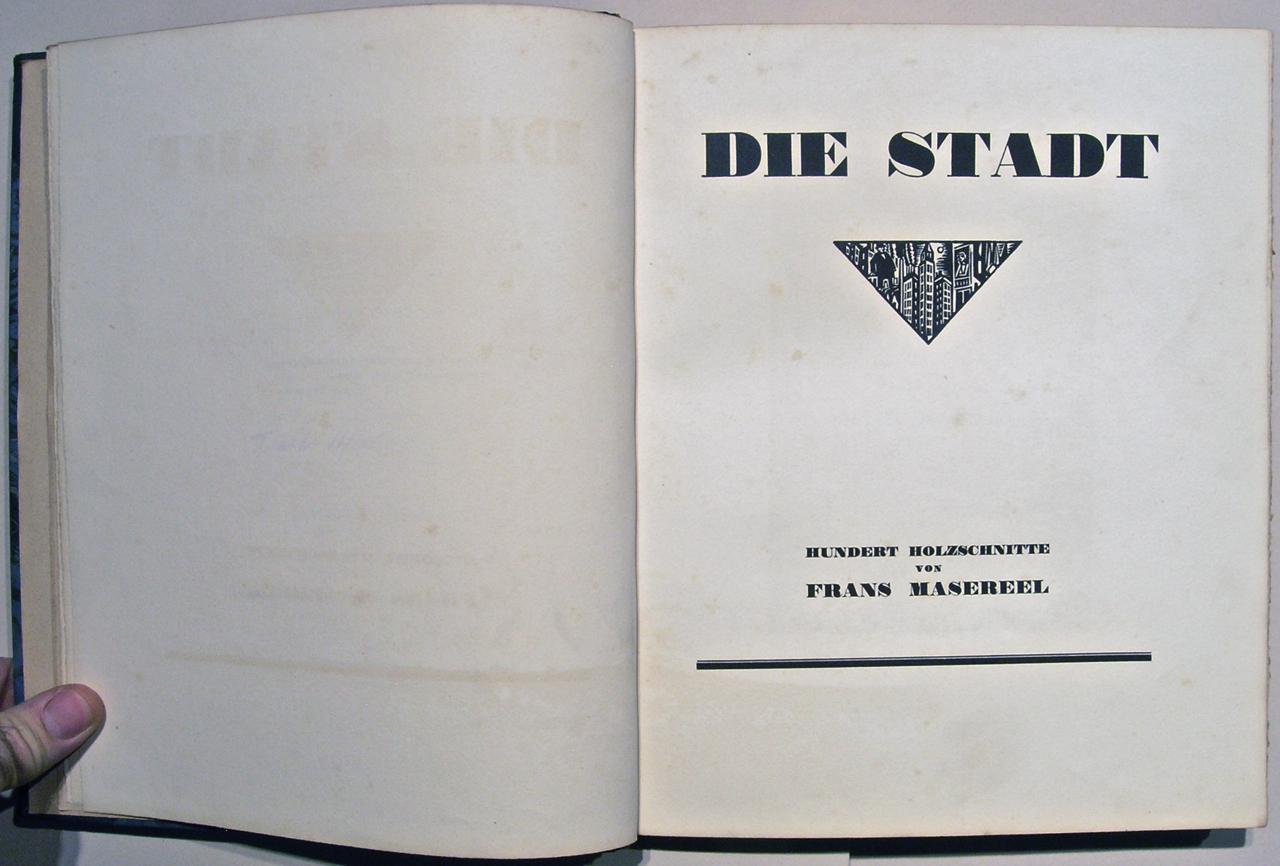 DIE STADT
HUNDERT HOLZSCHNITTE
VON
FRANS MASEREEL